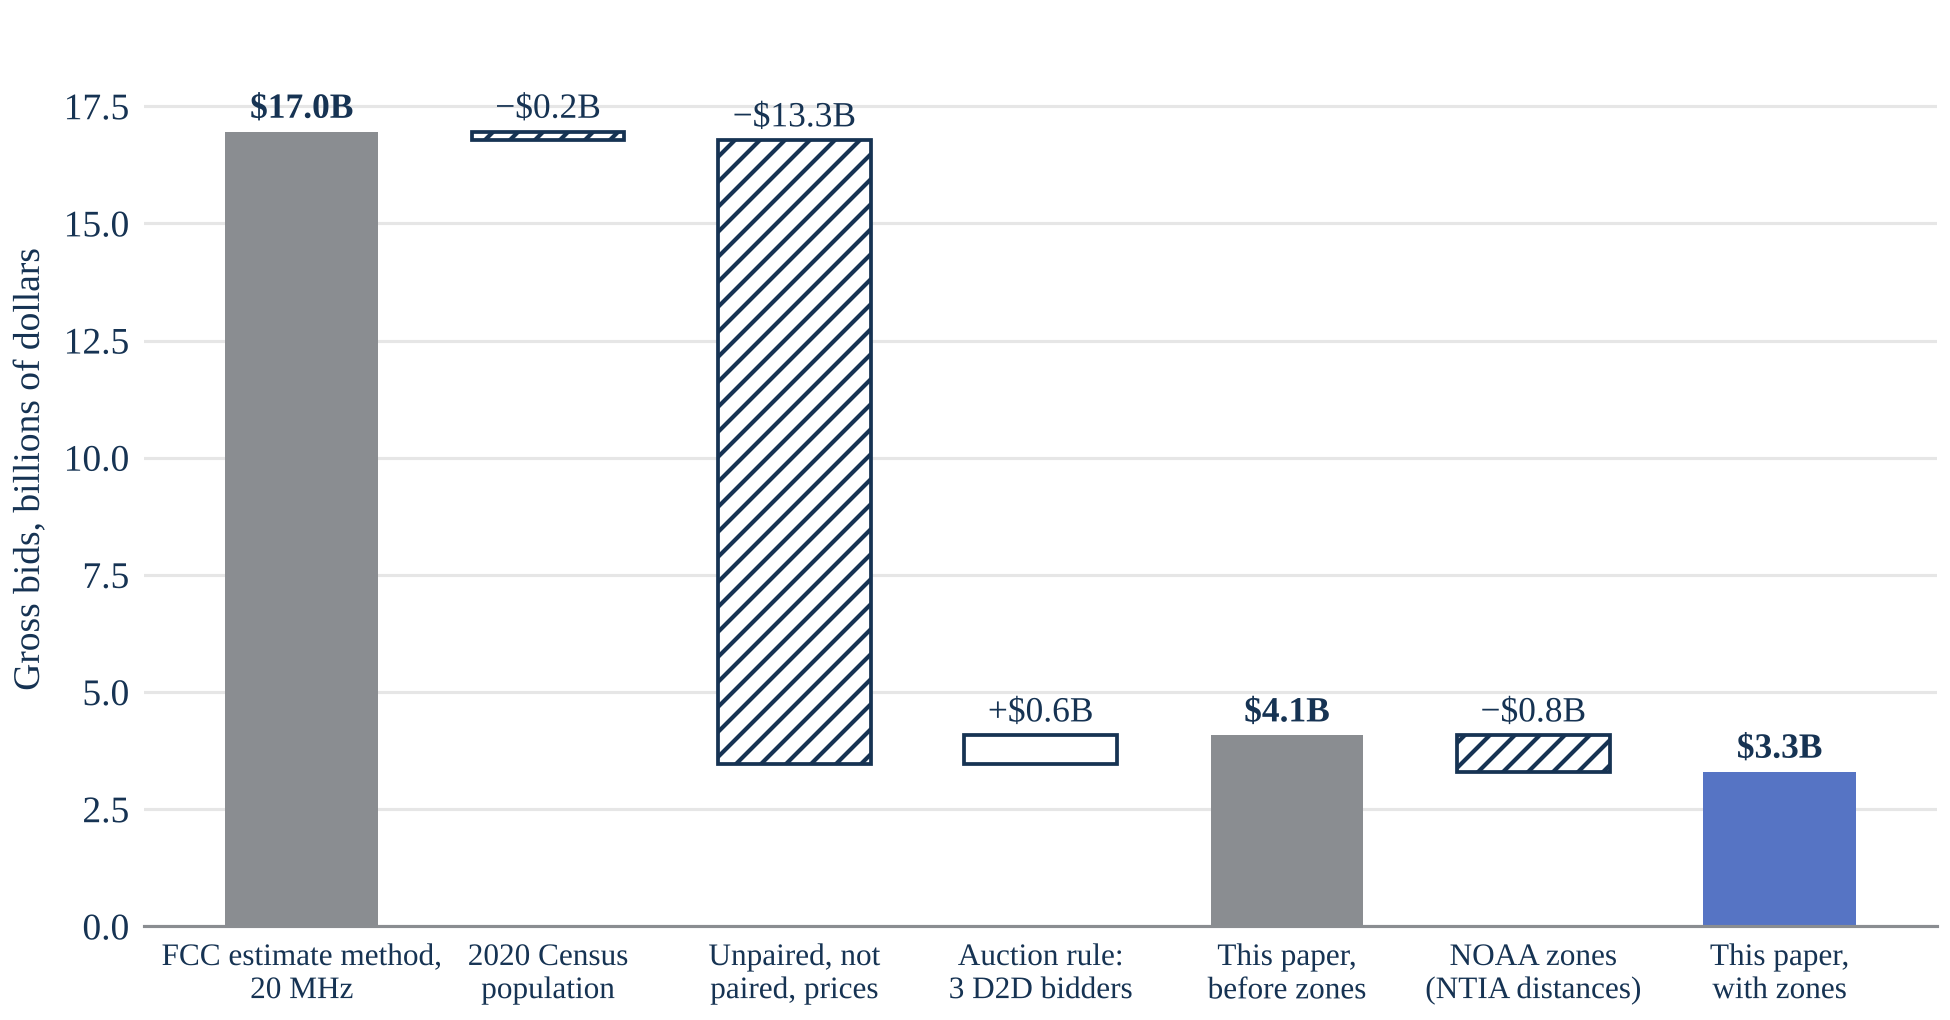 Gross bids, billions of dollars
17.5
15.0
12.5
10.0
7.5
5.0
2.5
0.0
$17.0B
−$0.2B
−$13.3B
+$0.6B
$4.1B
−$0.8B
$3.3B
FCC estimate method,
20 MHz
2020 Census
population
Unpaired, not
paired, prices
Auction rule:
3 D2D bidders
This paper,
before zones
NOAA zones
(NTIA distances)
This paper,
with zones